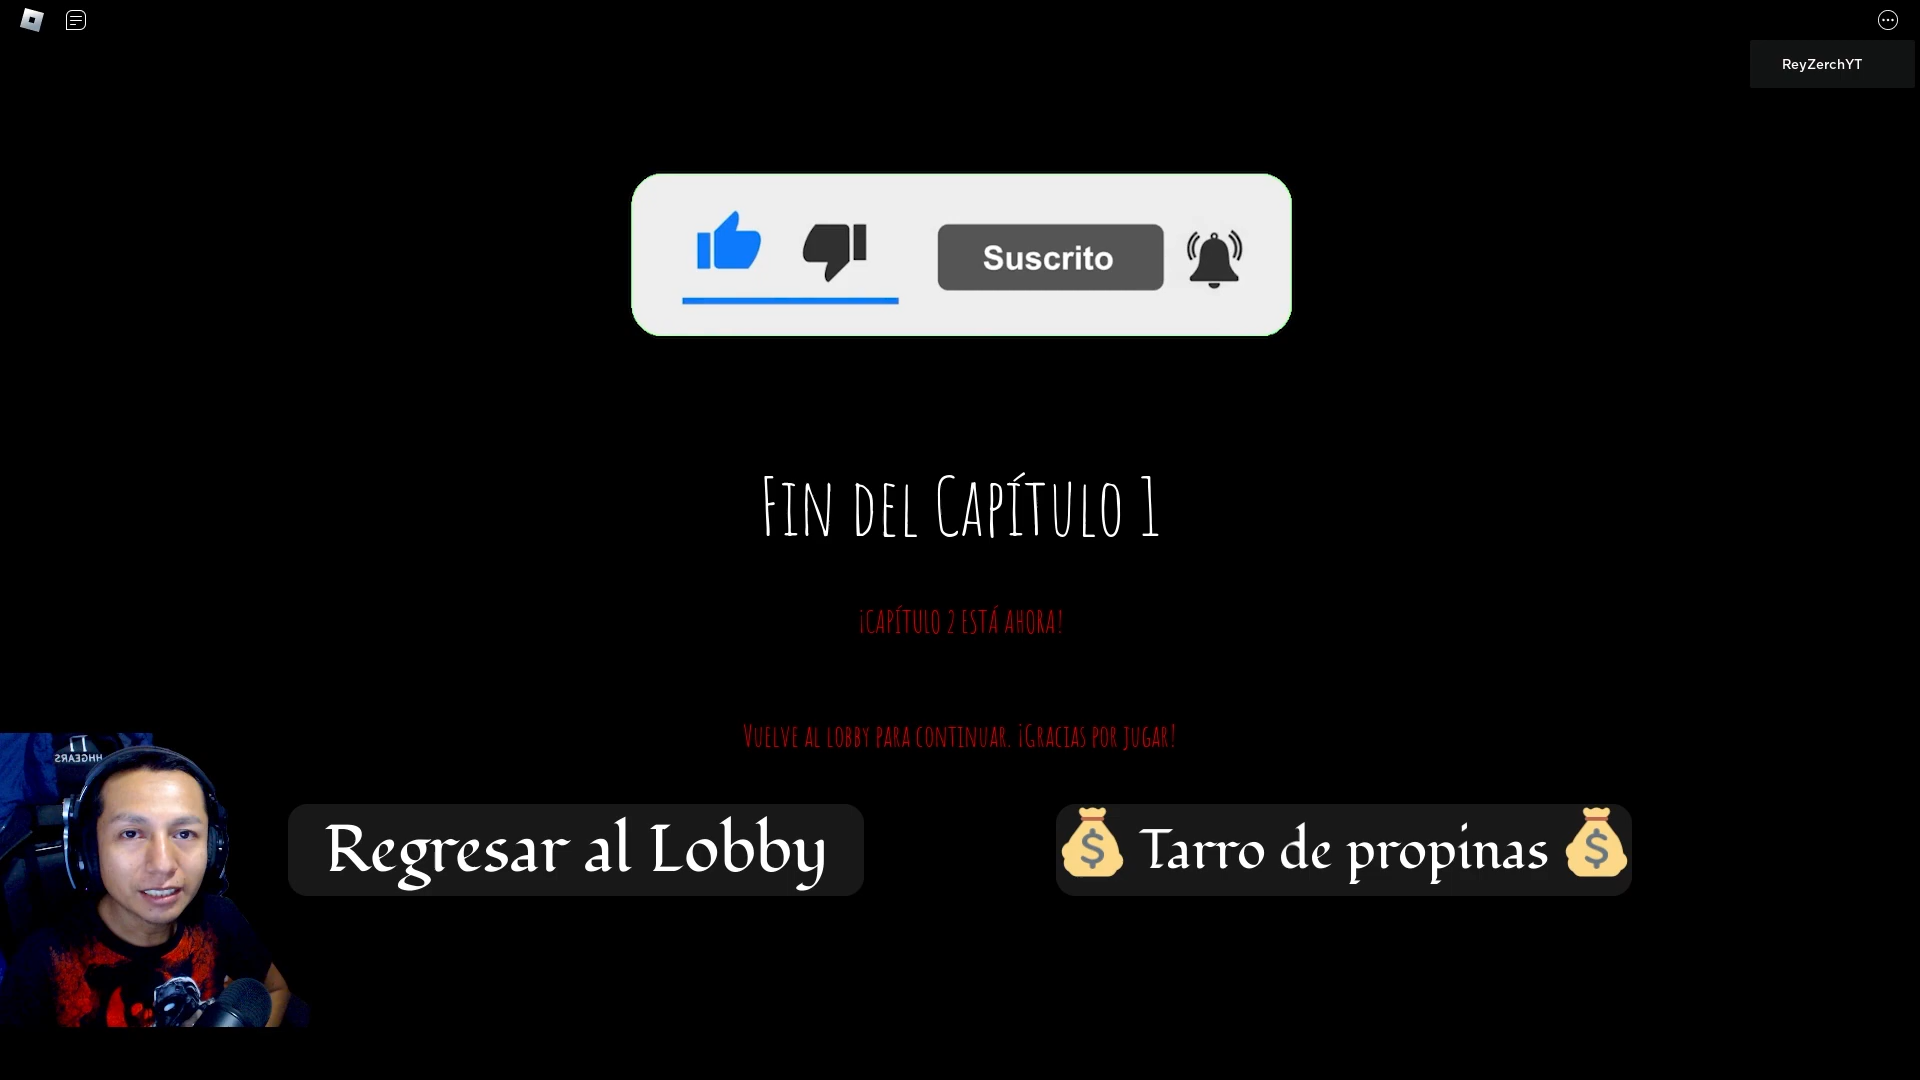 ReyZerchYT
Suscrito
Fin del Capítulo 1
¡CAPÍTULO 2 ESTÁ AHORA!
Vuelve al lobby para continuar. ¡Gracias por jugar!
HHGEARS
Regresar al Lobby
$ Tarro de propinas $